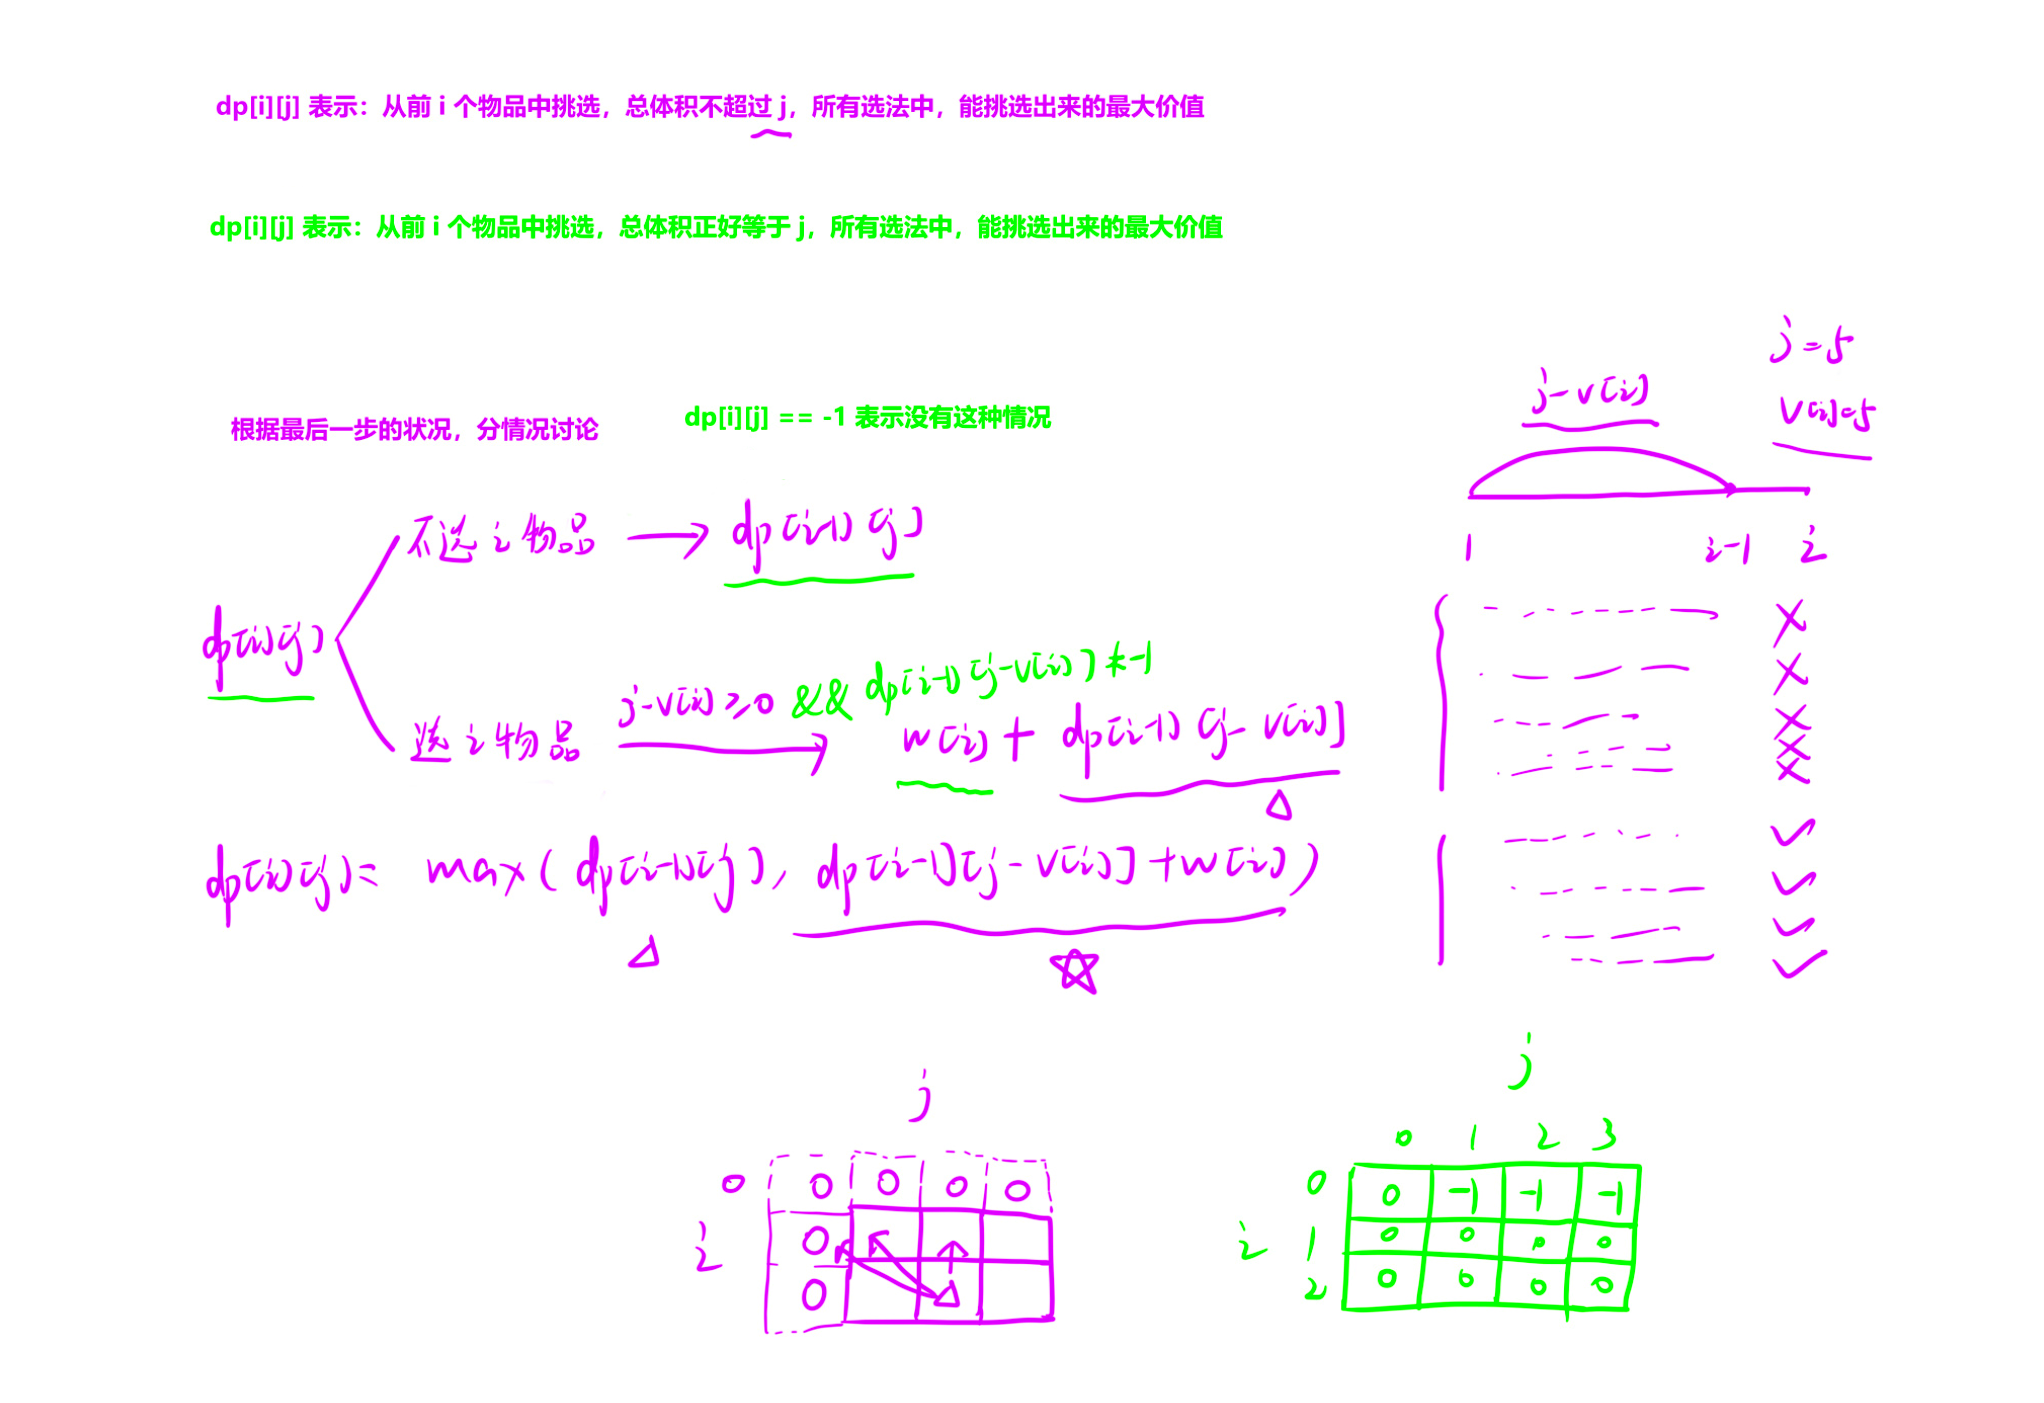 dp[i][j] 表示：从前 i 个物品中挑选，总体积不超过 j，所有选法中，能挑选出来的最大价值
dp[i][j] 表示：从前 i 个物品中挑选，总体积正好等于 j，所有选法中，能挑选出来的最大价值
j=5
j-v[i]
v[i]=5
根据最后一步的状况，分情况讨论
dp[i][j] == -1 表示没有这种情况
不选i物品 → dp[i-1][j]
1 i-1 i
dp[i][j]
j-v[i]≥0 && dp[i-1][j-v[i]]≠-1
选i物品 → w[i] + dp[i-1][j-v[i]]
dp[i][j]= max(dp[i-1][j], dp[i-1][j-v[i]]+w[i])
j
0 0 0 0 0
i 0
0
j
0 1 2 3
0 0 -1 -1 -1
i 1 0 0 0 0
2 0 0 0 0